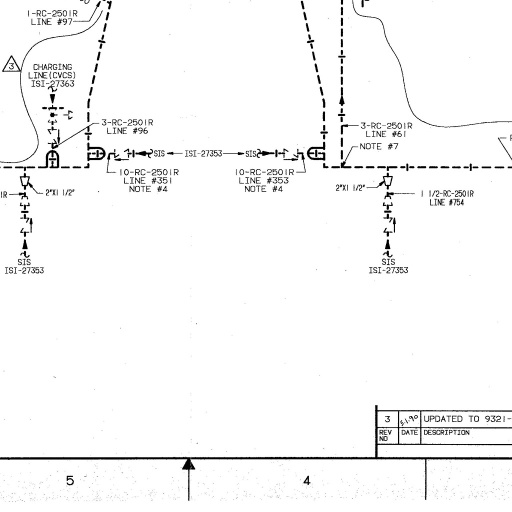 1-RC-2501R
LINE #97
3
CHARGING
LINE(CVCS)
ISI-27363
3-RC-2501R
LINE #96
3-RC-2501R
LINE #61
NOTE #7
SIS
ISI-27353
SIS
10-RC-2501R
LINE #351
NOTE #4
10-RC-2501R
LINE #353
NOTE #4
2"X1 1/2"
2"X1 1/2"
1 1/2-RC-2501R
LINE #754
SIS
ISI-27353
SIS
ISI-27353
3
UPDATED TO 9321-
REV
NO
DATE
DESCRIPTION
5
4